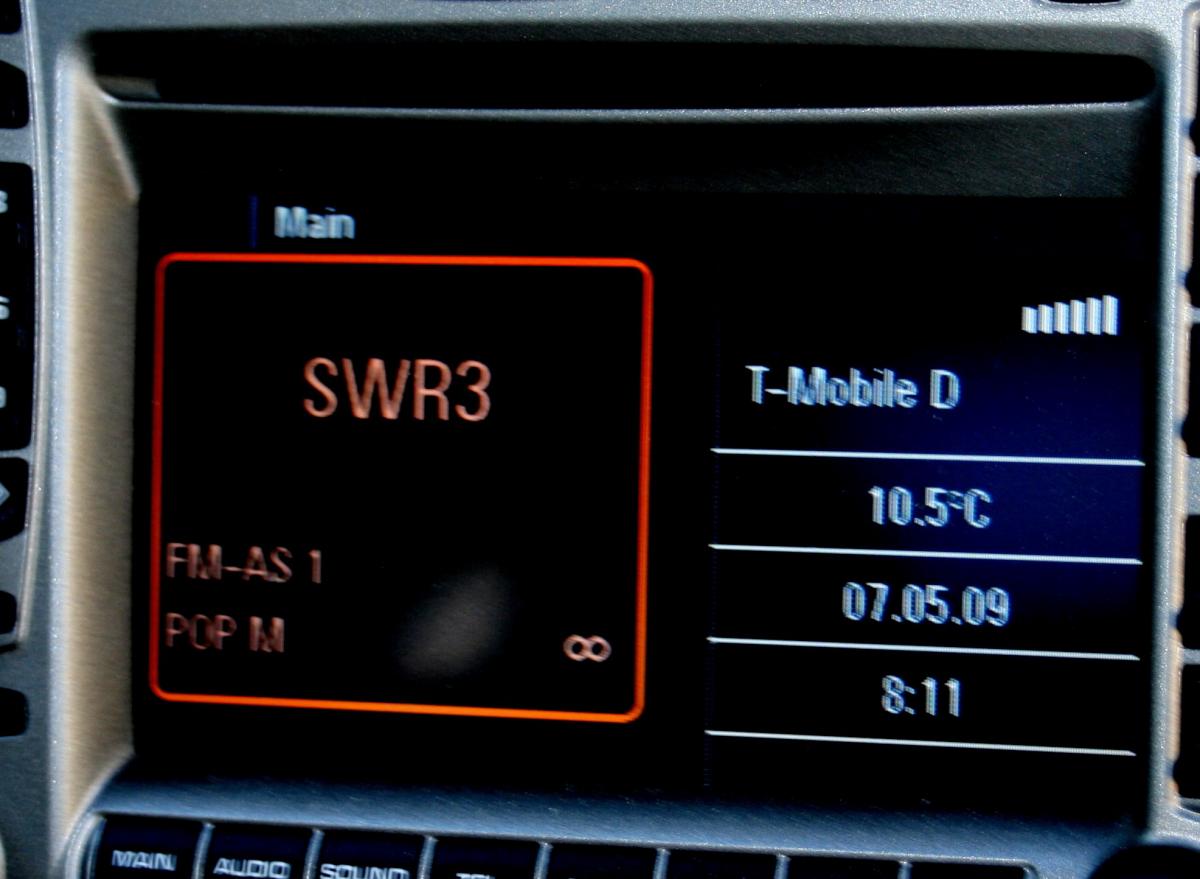 Main
SWR3
FM-AS 1
POP M
T-Mobile D
10.5°C
07.05.09
8:11
MAIN
AUDIO
SOUND